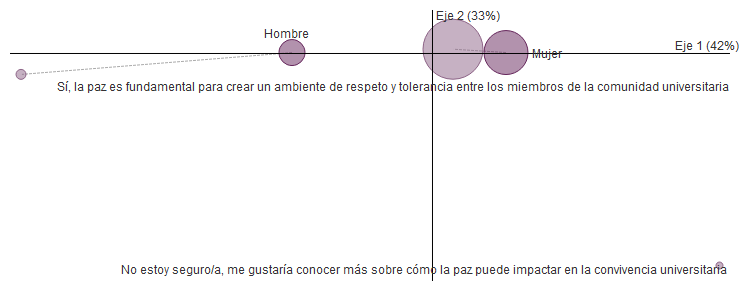 Eje 2 (33%)
Hombre
Eje 1 (42%)
Mujer
Sí, la paz es fundamental para crear un ambiente de respeto y tolerancia entre los miembros de la comunidad universitaria
No estoy seguro/a, me gustaría conocer más sobre cómo la paz puede impactar en la convivencia universitaria